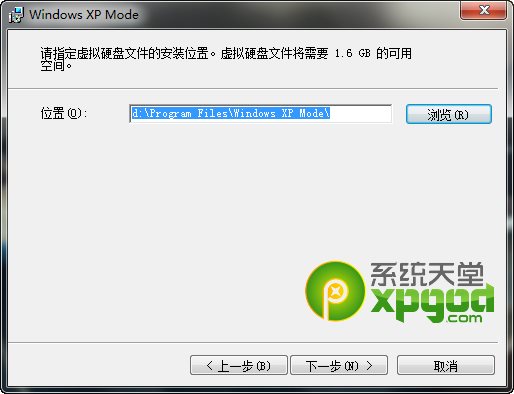 Windows XP Mode
请指定虚拟硬盘文件的安装位置。虚拟硬盘文件将需要 1.6 GB 的可用
空间。
位置(O):
d:\Program Files\Windows XP Mode\
浏览(R)
系统天堂
xpgod
.com
< 上一步(B)
下一步(N) >
取消